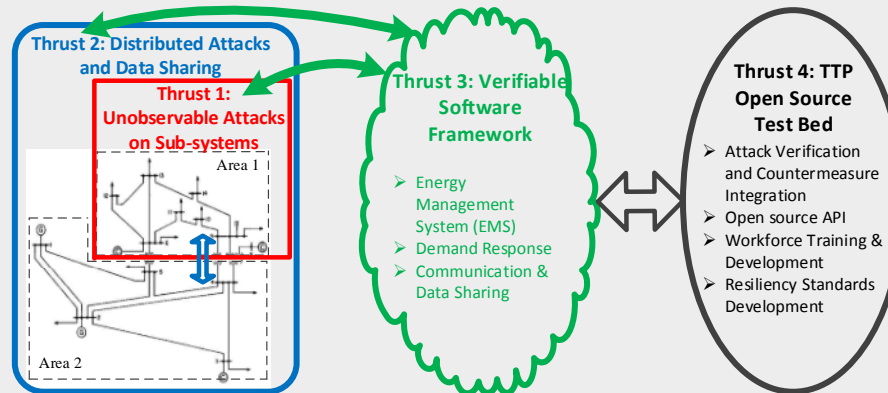 Thrust 2: Distributed Attacks
and Data Sharing
Thrust 1:
Unobservable Attacks
on Sub-systems
Area 1
Area 2
Thrust 3: Verifiable
Software
Framework
➢ Energy
Management
System (EMS)
➢ Demand Response
➢ Communication &
Data Sharing
Thrust 4: TTP
Open Source
Test Bed
➢ Attack Verification
and Countermeasure
Integration
➢ Open source API
➢ Workforce Training &
Development
➢ Resiliency Standards
Development